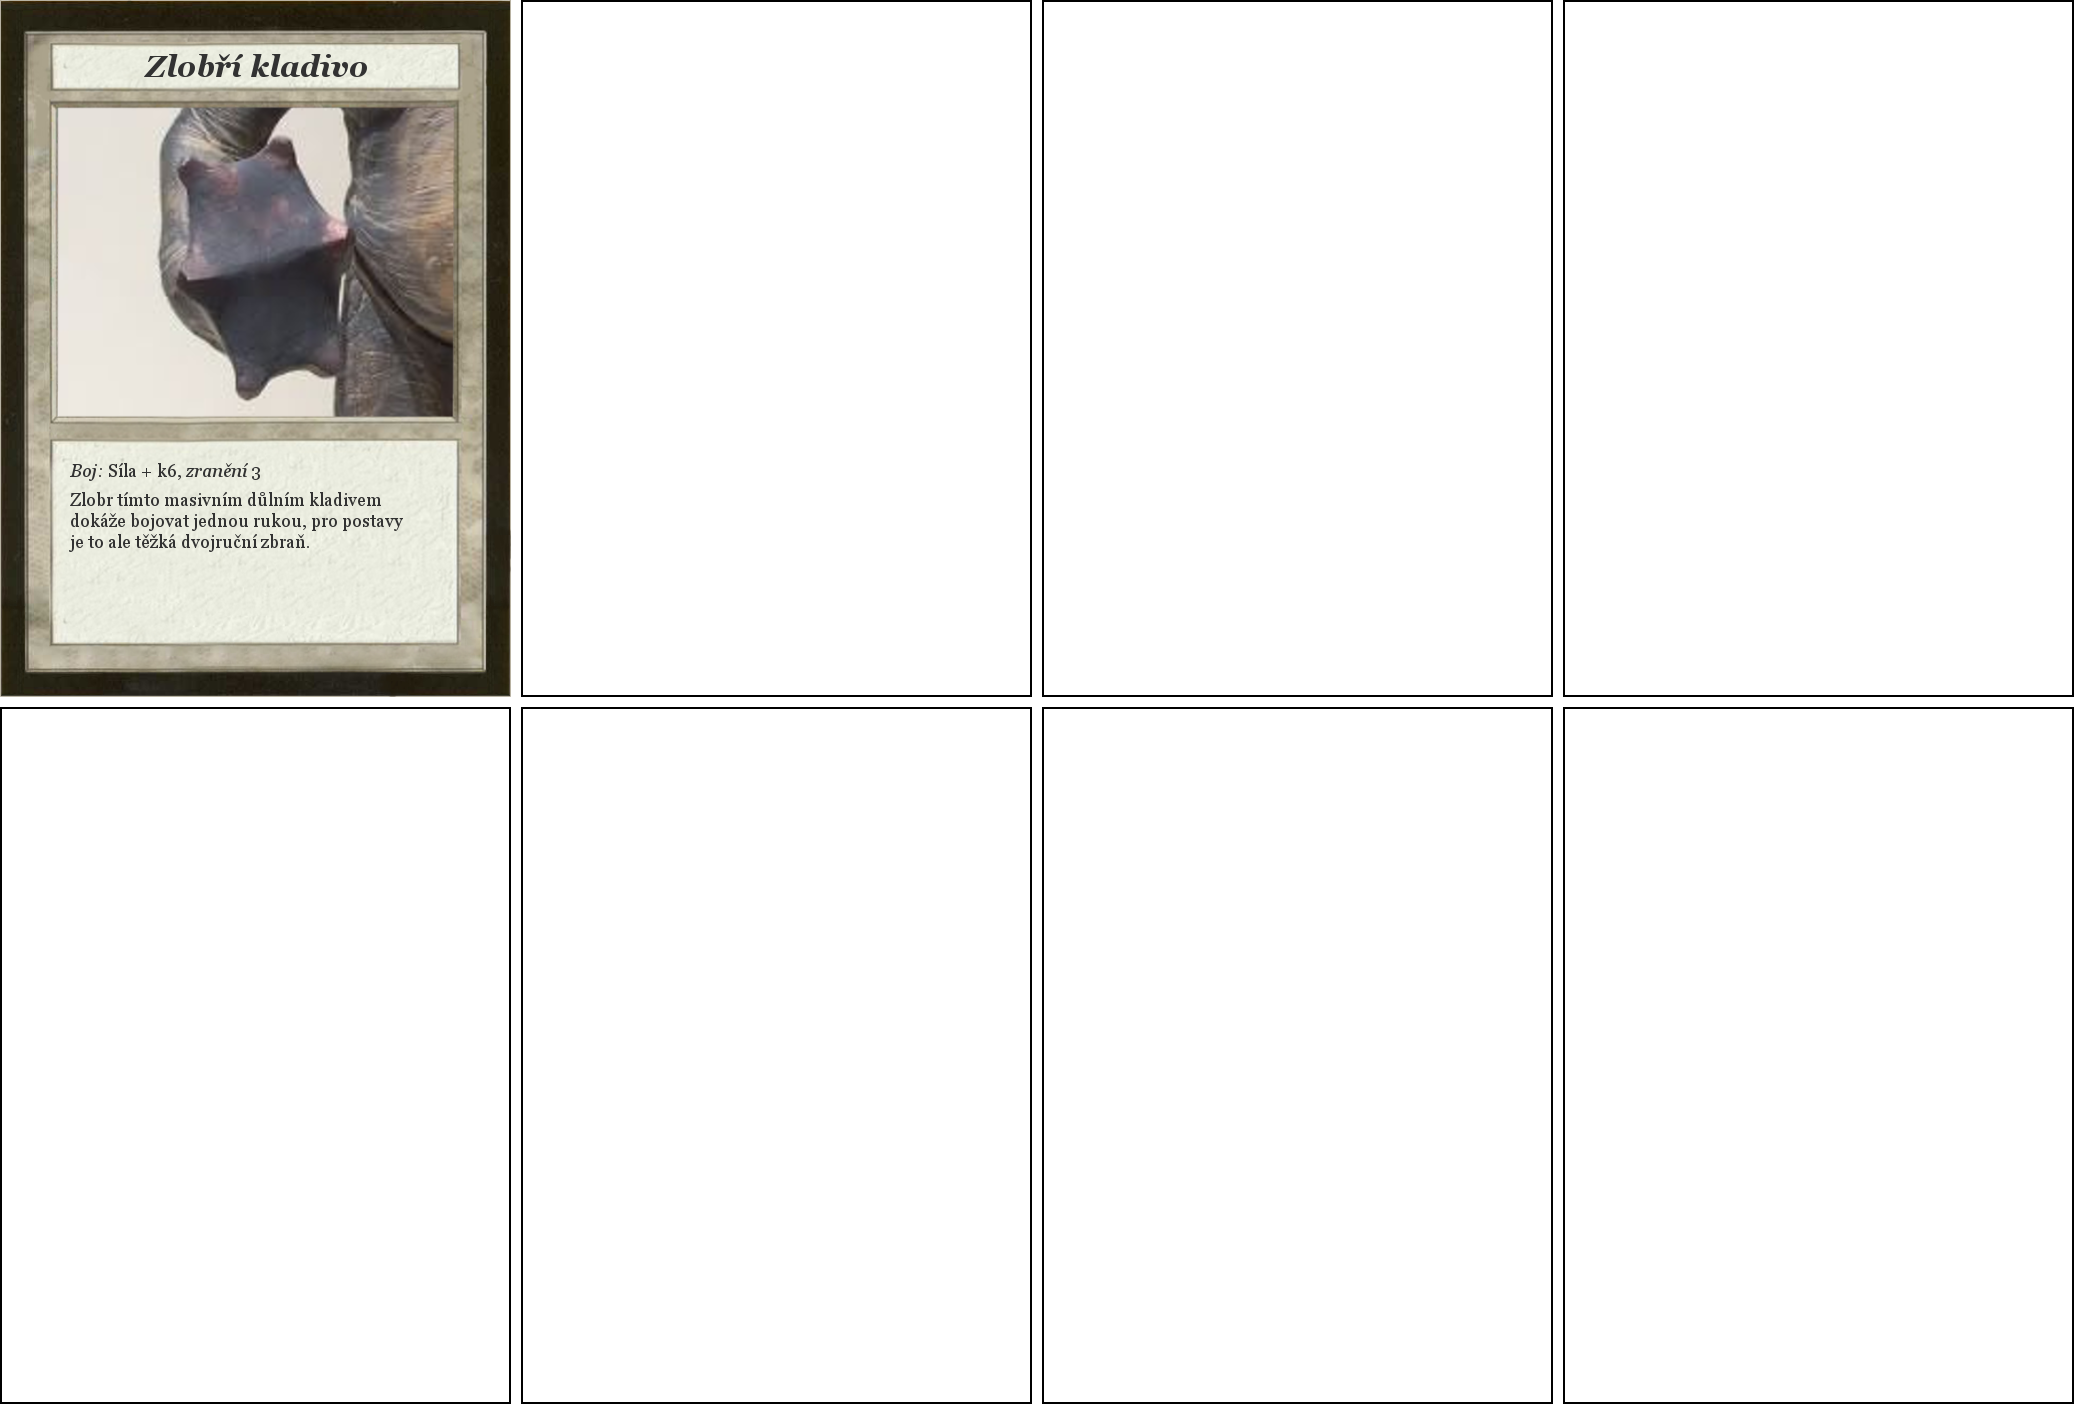 Zlobří kladivo
Boj: Síla + k6, zranění 3
Zlobr tímto masivním důlním kladivem
dokáže bojovat jednou rukou, pro postavy
je to ale těžká dvojruční zbraň.